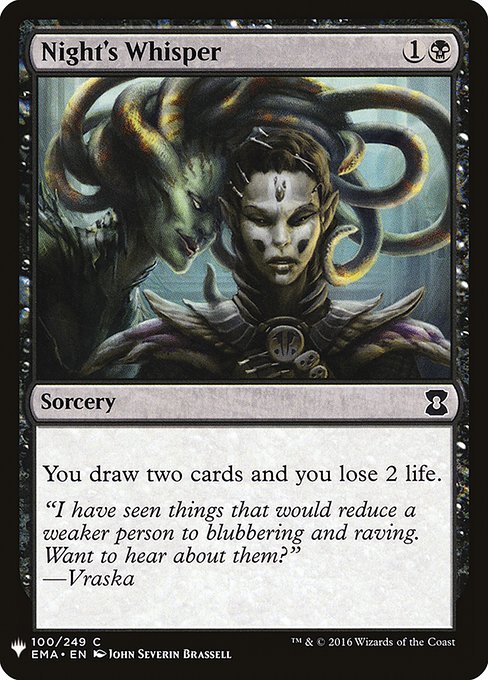 Night's Whisper 1
Sorcery
You draw two cards and you lose 2 life.
“I have seen things that would reduce a
weaker person to blubbering and raving.
Want to hear about them?”
—Vraska
100/249 C
EMA • EN John Severin Brassell
™ & © 2016 Wizards of the Coast